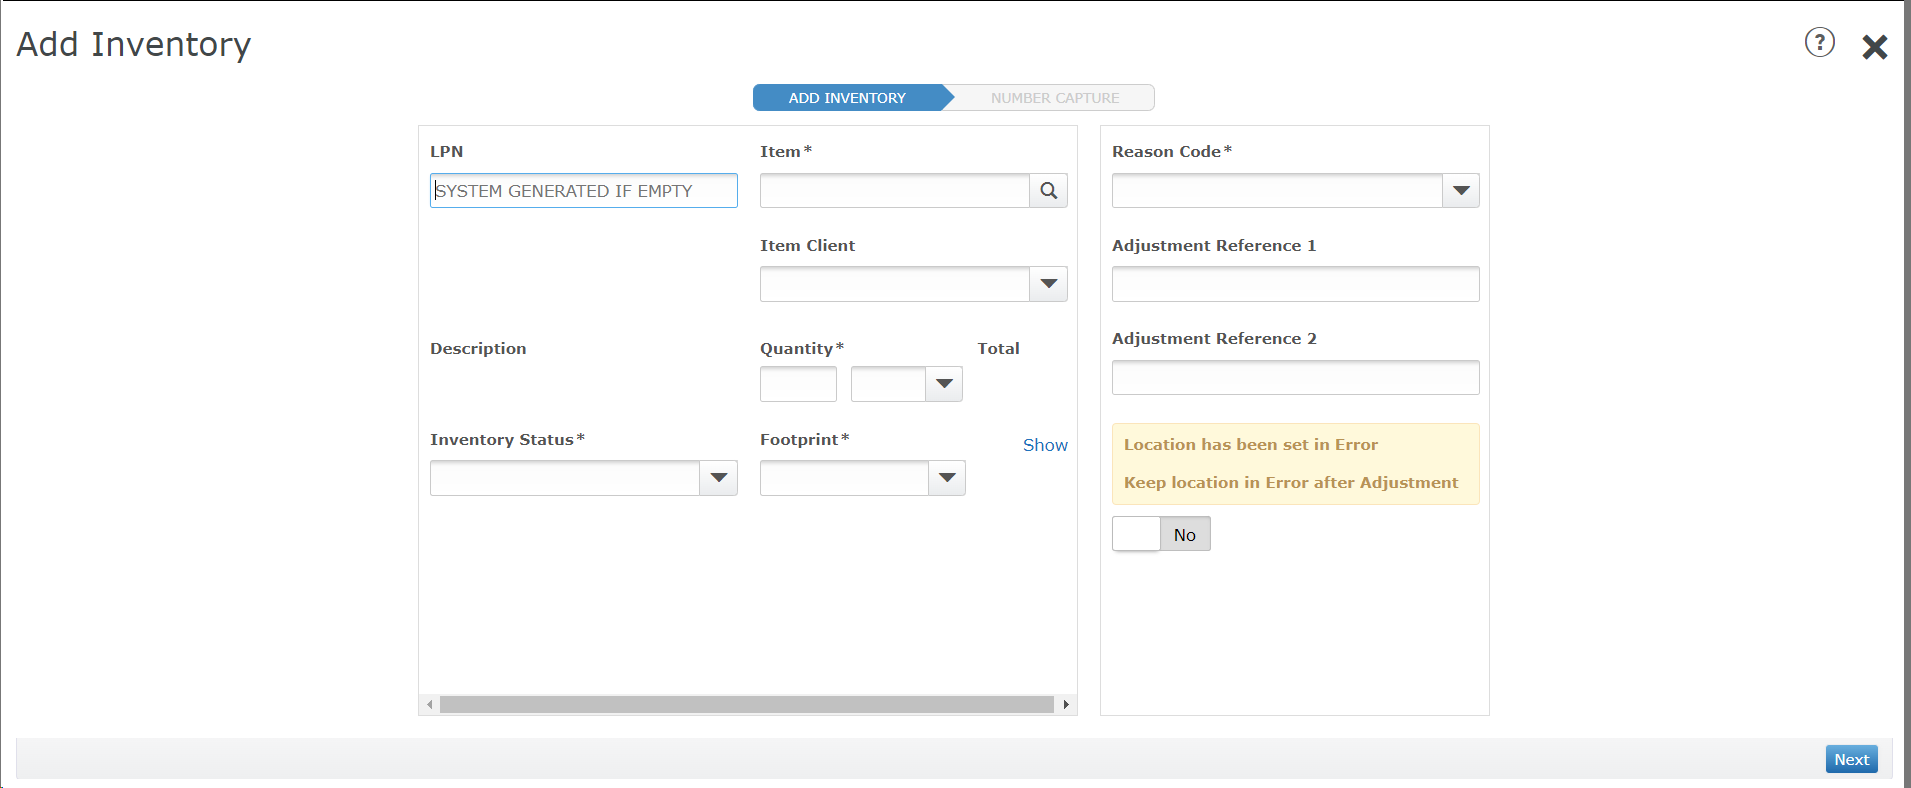 Add Inventory
?
ADD INVENTORY
NUMBER CAPTURE
LPN
Item*
SYSTEM GENERATED IF EMPTY
Item Client
Description
Quantity*
Total
Inventory Status*
Footprint*
Show
Reason Code*
Adjustment Reference 1
Adjustment Reference 2
Location has been set in Error
Keep location in Error after Adjustment
No
Next